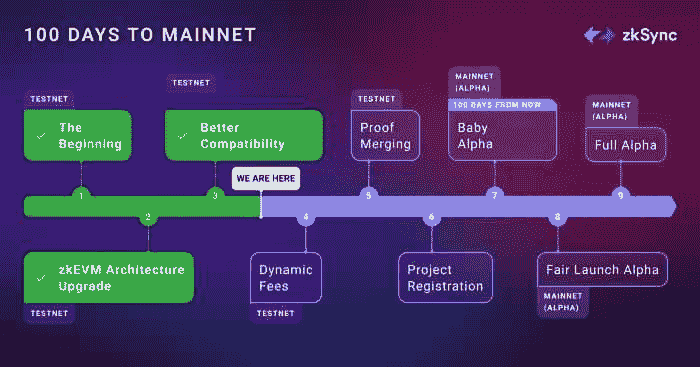 100 DAYS TO MAINNET
zkSync
TESTNET
The
Beginning
1
zkEVM Architecture
Upgrade
TESTNET
2
TESTNET
Better
Compatibility
3
WE ARE HERE
4
Dynamic
Fees
TESTNET
TESTNET
Proof
Merging
5
6
Project
Registration
MAINNET
(ALPHA)
100 DAYS FROM NOW
Baby
Alpha
7
8
Fair Launch Alpha
MAINNET
(ALPHA)
MAINNET
(ALPHA)
Full Alpha
9